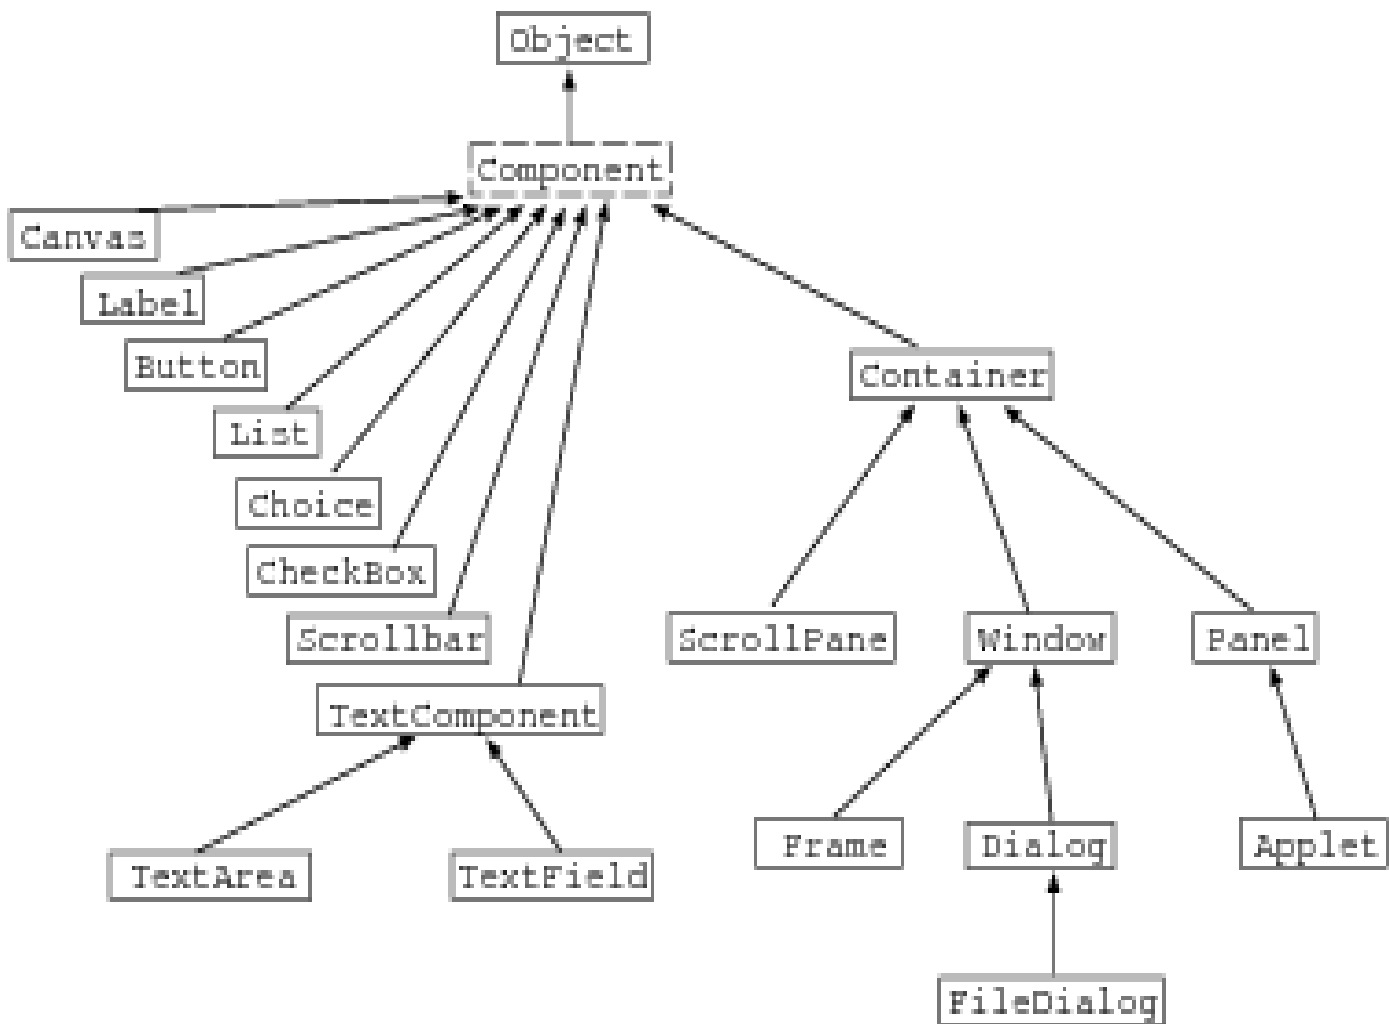 Object
Component
Canvas
Label
Button
List
Choice
CheckBox
Scrollbar
TextComponent
TextArea
TextField
Container
ScrollPane
Window
Panel
Frame
Dialog
Applet
FileDialog